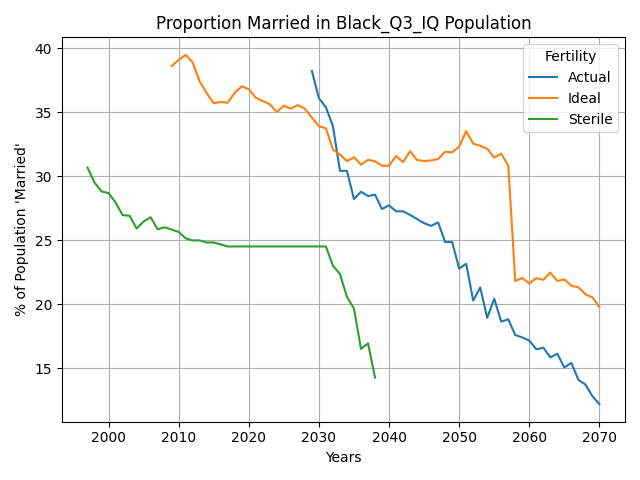 Proportion Married in Black_Q3_IQ Population
% of Population 'Married'
40
35
30
25
20
15
Fertility
Actual
Ideal
Sterile
2000 2010 2020 2030 2040 2050 2060 2070
Years